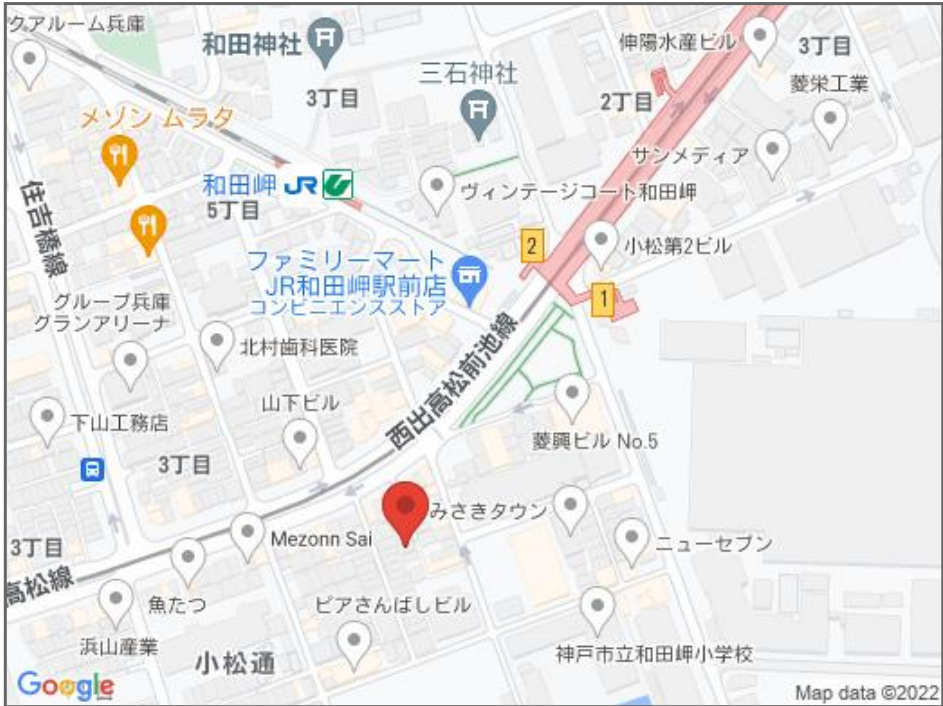 クアルーム兵庫
和田神社
伸陽水産ビル
3丁目
三石神社
3丁目
2丁目
菱栄工業
メゾン ムラタ
サンメディア
住吉橋線
和田岬 JR
5丁目
ヴィンテージコート和田岬
2
小松第2ビル
ファミリーマート
JR和田岬駅前店
コンビニエンスストア
1
グループ兵庫
グランアリーナ
北村歯科医院
西出高松前池線
山下ビル
下山工務店
菱興ビル No.5
3丁目
みさきタウン
3丁目
Mezonn Sai
ニューセブン
高松線
魚たつ
ピアさんばしビル
浜山産業
小松通
神戸市立和田岬小学校
Google
Map data ©2022